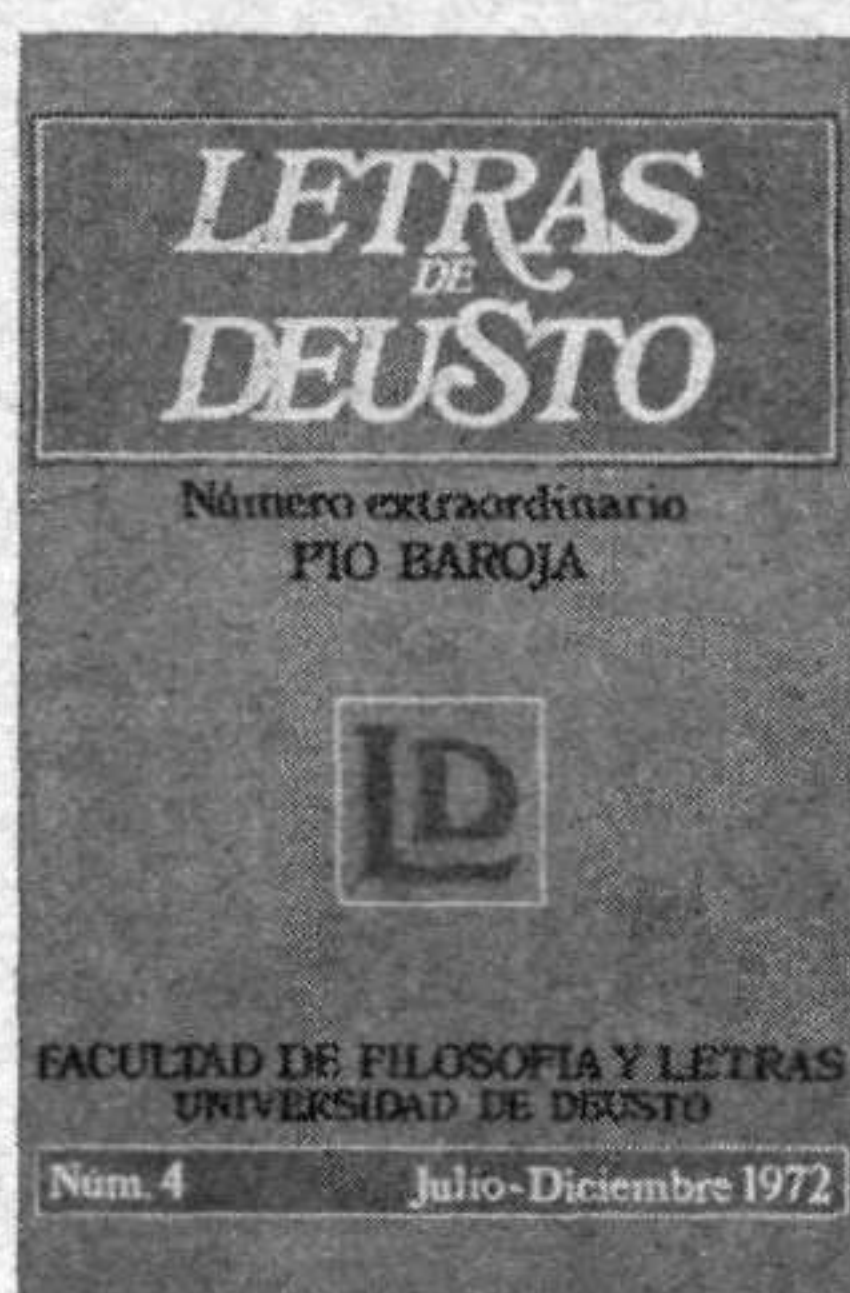 LETRAS
DE
DEUSTO
Número extraordinario
PIO BAROJA
LD
FACULTAD DE FILOSOFIA Y LETRAS
UNIVERSIDAD DE DEUSTO
Núm. 4 Julio-Diciembre 1972